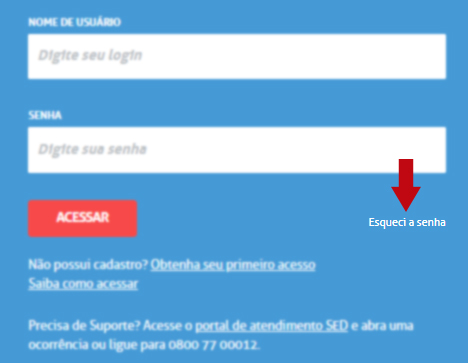 NOME DE USUÁRIO
Digite seu login
SENHA
Digite sua senha
ACESSAR
Esqueci a senha
Não possui cadastro? Obtenha seu primeiro acesso
Saiba como acessar
Precisa de Suporte? Acesse o portal de atendimento SED e abra uma
ocorrência ou ligue para 0800 77 00012.